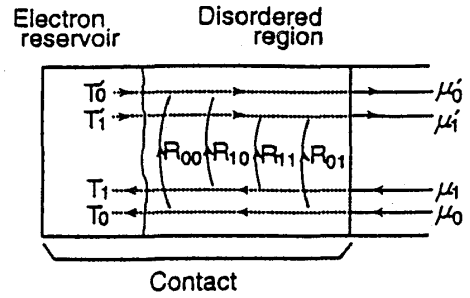 Electron reservoir
Disordered region
T₀′
μ₀′
T₁′
μ₁′
R₀₀
R₁₀
R₁₁
R₀₁
T₁
μ₁
T₀
μ₀
Contact